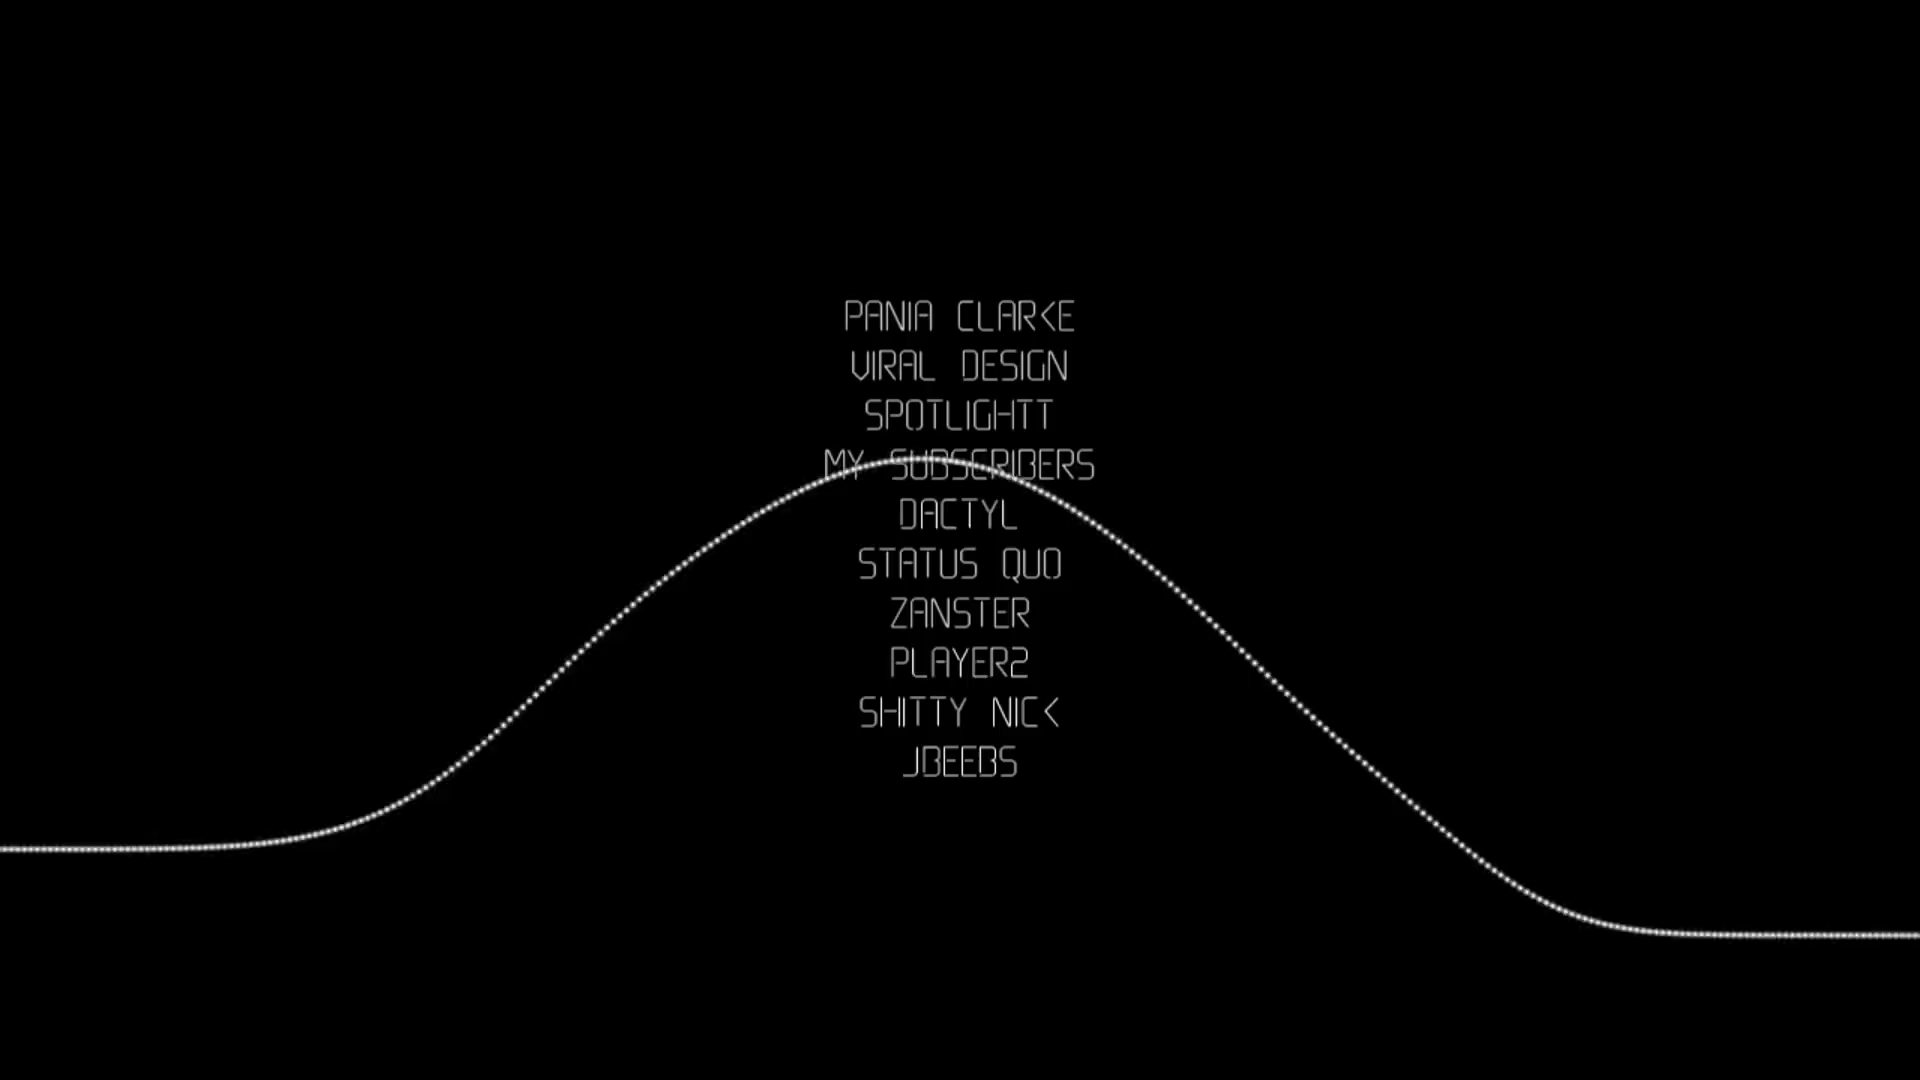 PANIA CLARKE
VIRAL DESIGN
SPOTLIGHTT
MY SUBSCRIBERS
DACTYL
STATUS QUO
ZANSTER
PLAYER2
SHITTY NICK
JBEEBS